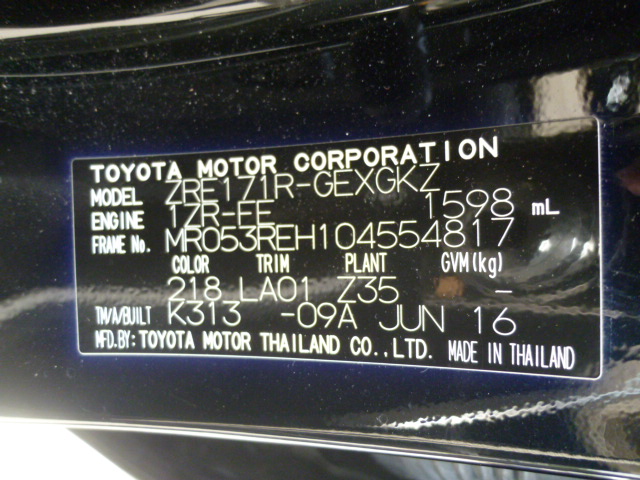 TOYOTA MOTOR CORPORATION
MODEL ZRE171R-GEXGKZ
ENGINE 1ZR-FE 1598 mL
FRAME No. MR053REH104554817
COLOR TRIM PLANT GVM(kg)
218 LA01 Z35 -
TM/A/BUILT K313 -09A JUN 16
MFD.BY: TOYOTA MOTOR THAILAND CO.,LTD. MADE IN THAILAND